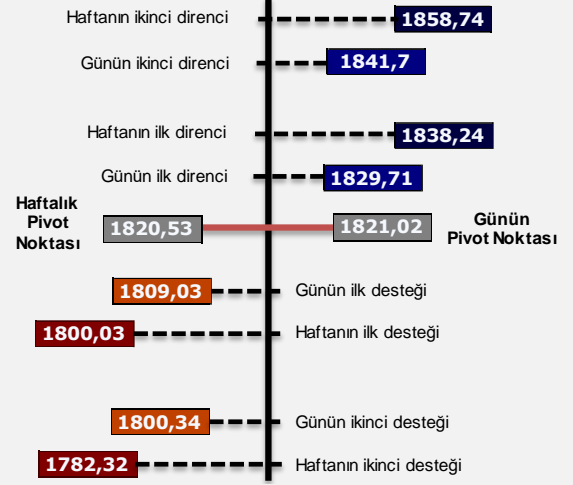 Haftanın ikinci direnci 1858,74
Günün ikinci direnci 1841,7
Haftanın ilk direnci 1838,24
Günün ilk direnci 1829,71
Haftalık
Pivot
Noktası
1820,53 1821,02
Günün
Pivot Noktası
1809,03 Günün ilk desteği
1800,03 Haftanın ilk desteği
1800,34 Günün ikinci desteği
1782,32 Haftanın ikinci desteği